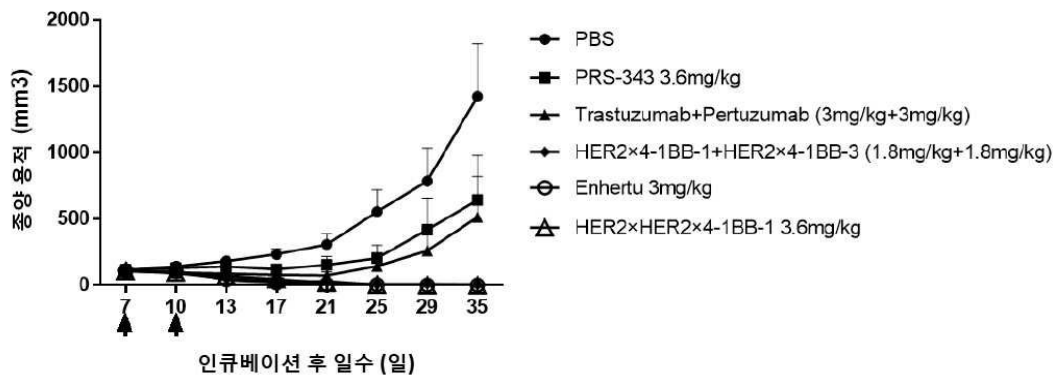 종양 용적 (mm3)
2000
1500
1000
500
0
7 10 13 17 21 25 29 35
인큐베이션 후 일수 (일)
PBS
PRS-343 3.6mg/kg
Trastuzumab+Pertuzumab (3mg/kg+3mg/kg)
HER2×4-1BB-1+HER2×4-1BB-3 (1.8mg/kg+1.8mg/kg)
Enhertu 3mg/kg
HER2×HER2×4-1BB-1 3.6mg/kg